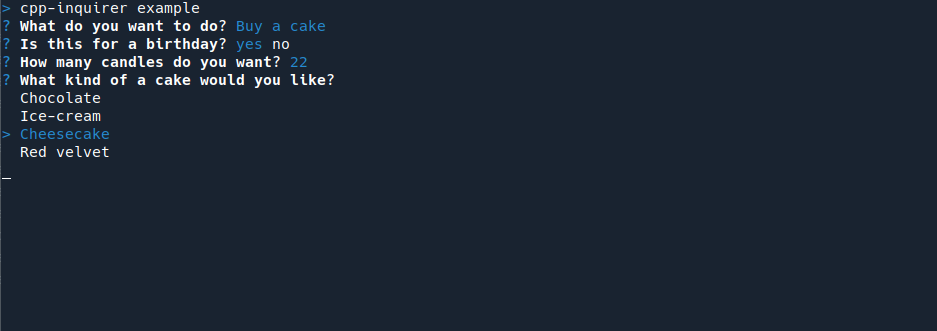 > cpp-inquirer example
? What do you want to do? Buy a cake
? Is this for a birthday? yes no
? How many candles do you want? 22
? What kind of a cake would you like?
Chocolate
Ice-cream
> Cheesecake
Red velvet
_